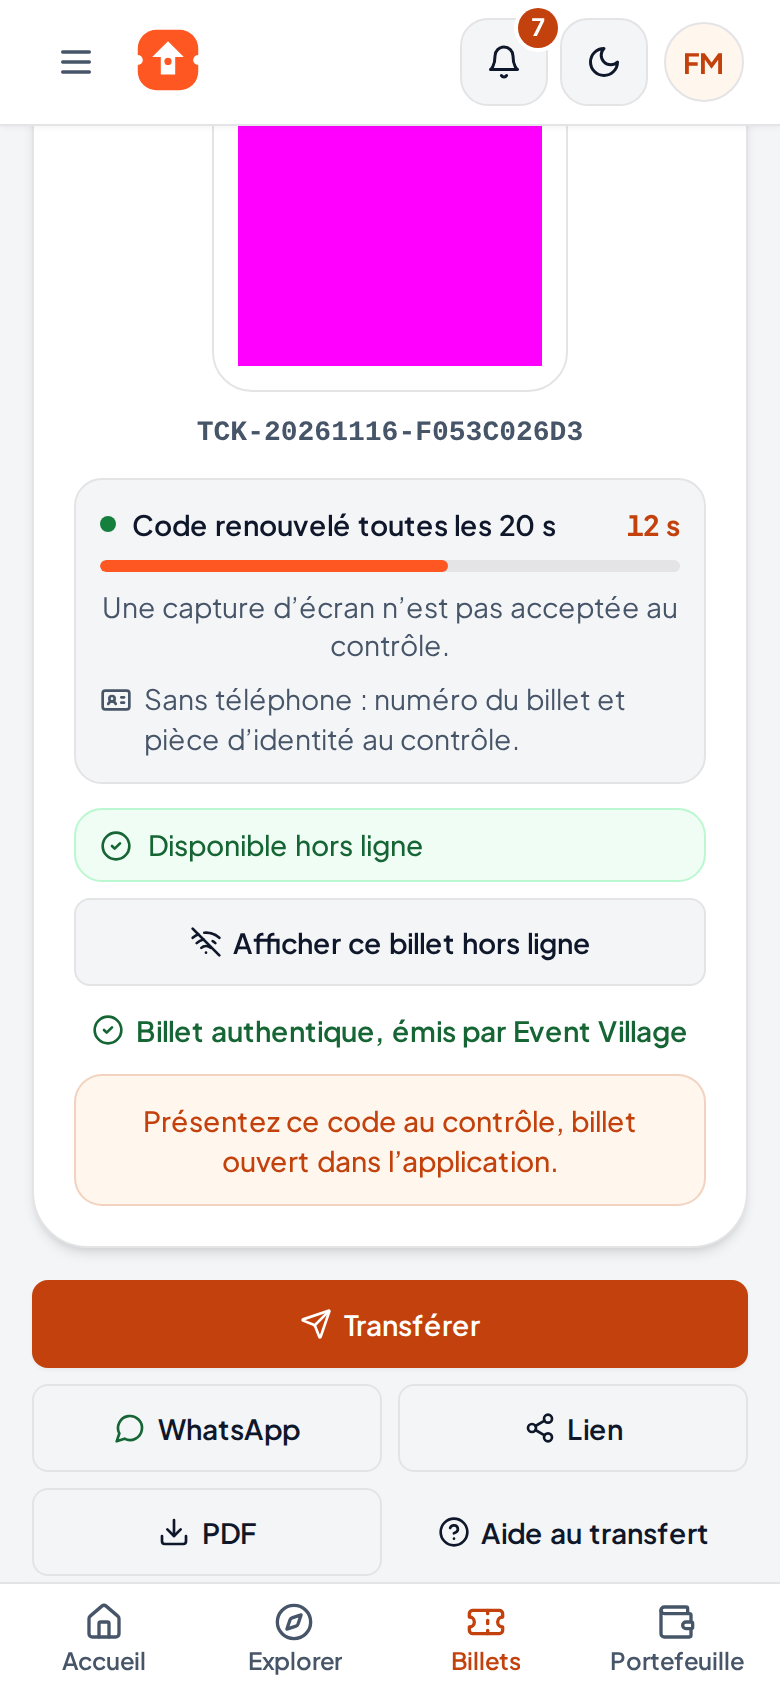 7
FM
TCK-20261116-F053C026D3
Code renouvelé toutes les 20 s
12 s
Une capture d’écran n’est pas acceptée au
contrôle.
Sans téléphone : numéro du billet et
pièce d’identité au contrôle.
Disponible hors ligne
Afficher ce billet hors ligne
Billet authentique, émis par Event Village
Présentez ce code au contrôle, billet
ouvert dans l’application.
Transférer
WhatsApp
Lien
PDF
Aide au transfert
Accueil
Explorer
Billets
Portefeuille